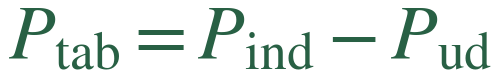 P_tab = P_ind − P_ud